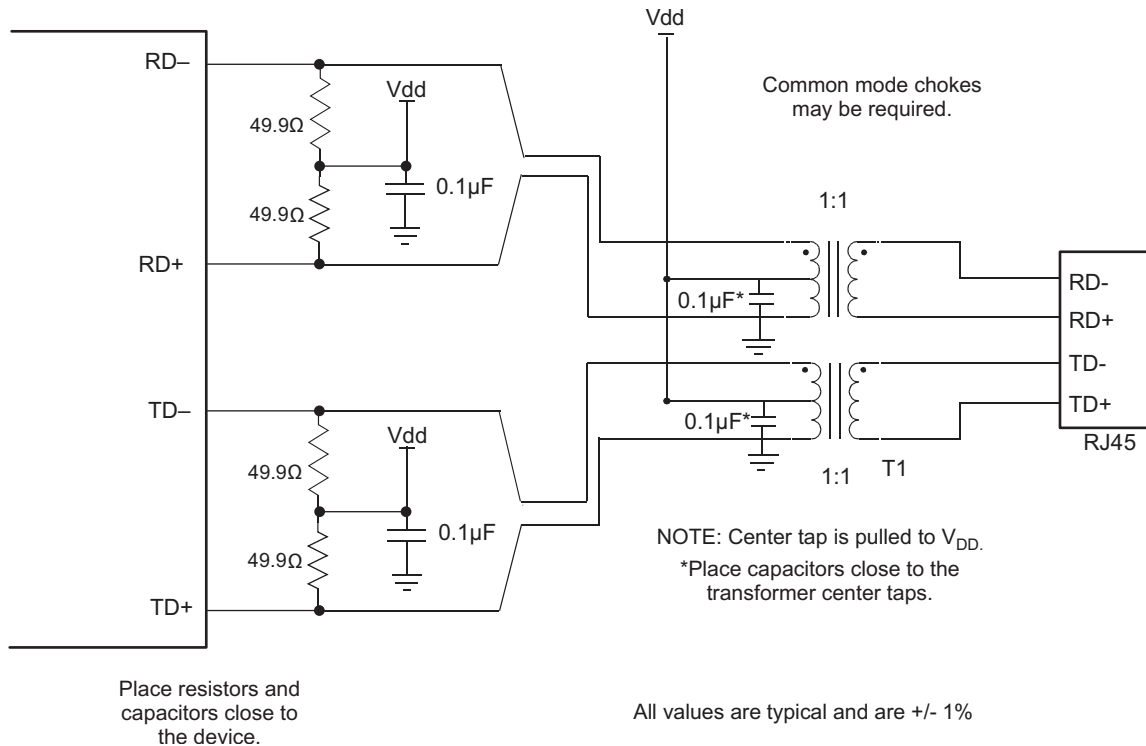 Vdd
RD–
49.9Ω
Vdd
0.1µF
49.9Ω
RD+
Common mode chokes
may be required.
1:1
0.1µF*
RD-
RD+
TD-
TD+
RJ45
TD–
49.9Ω
Vdd
0.1µF
49.9Ω
TD+
0.1µF*
1:1
T1
NOTE: Center tap is pulled to VDD.
*Place capacitors close to the
transformer center taps.
Place resistors and
capacitors close to
the device.
All values are typical and are +/- 1%